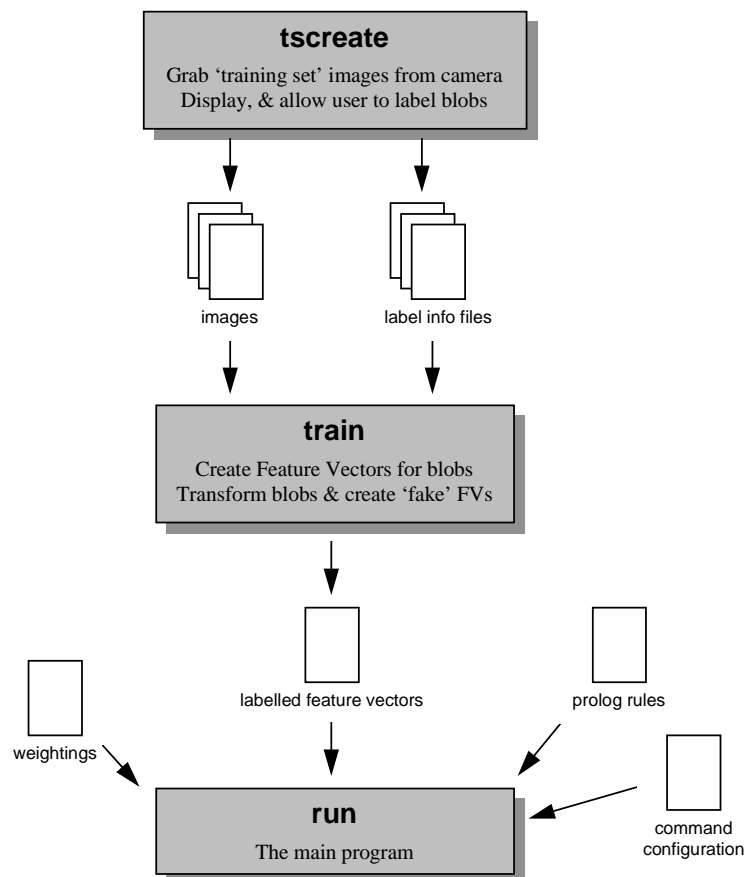 tscreate
Grab ‘training set’ images from camera
Display, & allow user to label blobs
images
label info files
train
Create Feature Vectors for blobs
Transform blobs & create ‘fake’ FVs
labelled feature vectors
prolog rules
weightings
run
The main program
command
configuration